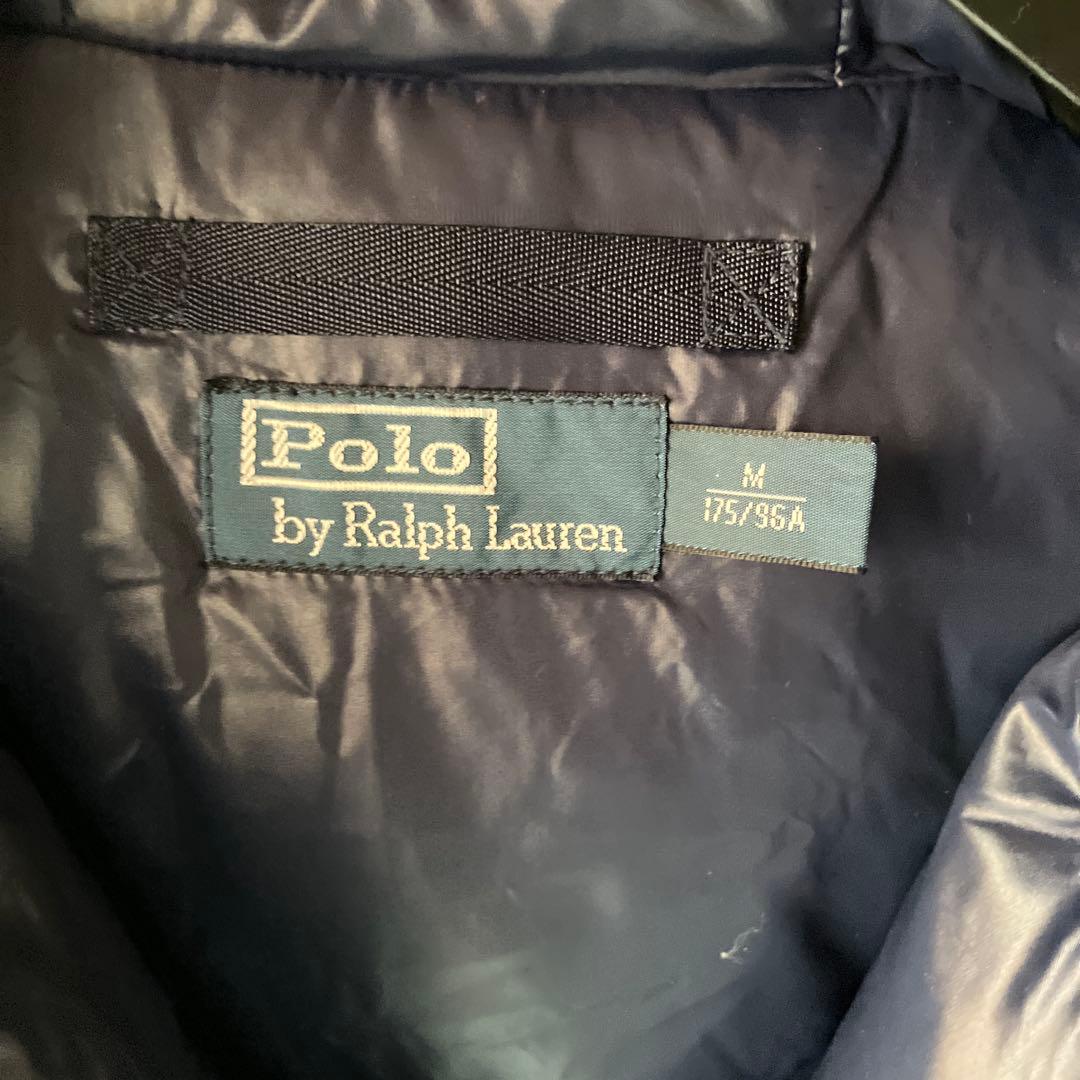 Polo
by Ralph Lauren
M
175/96A